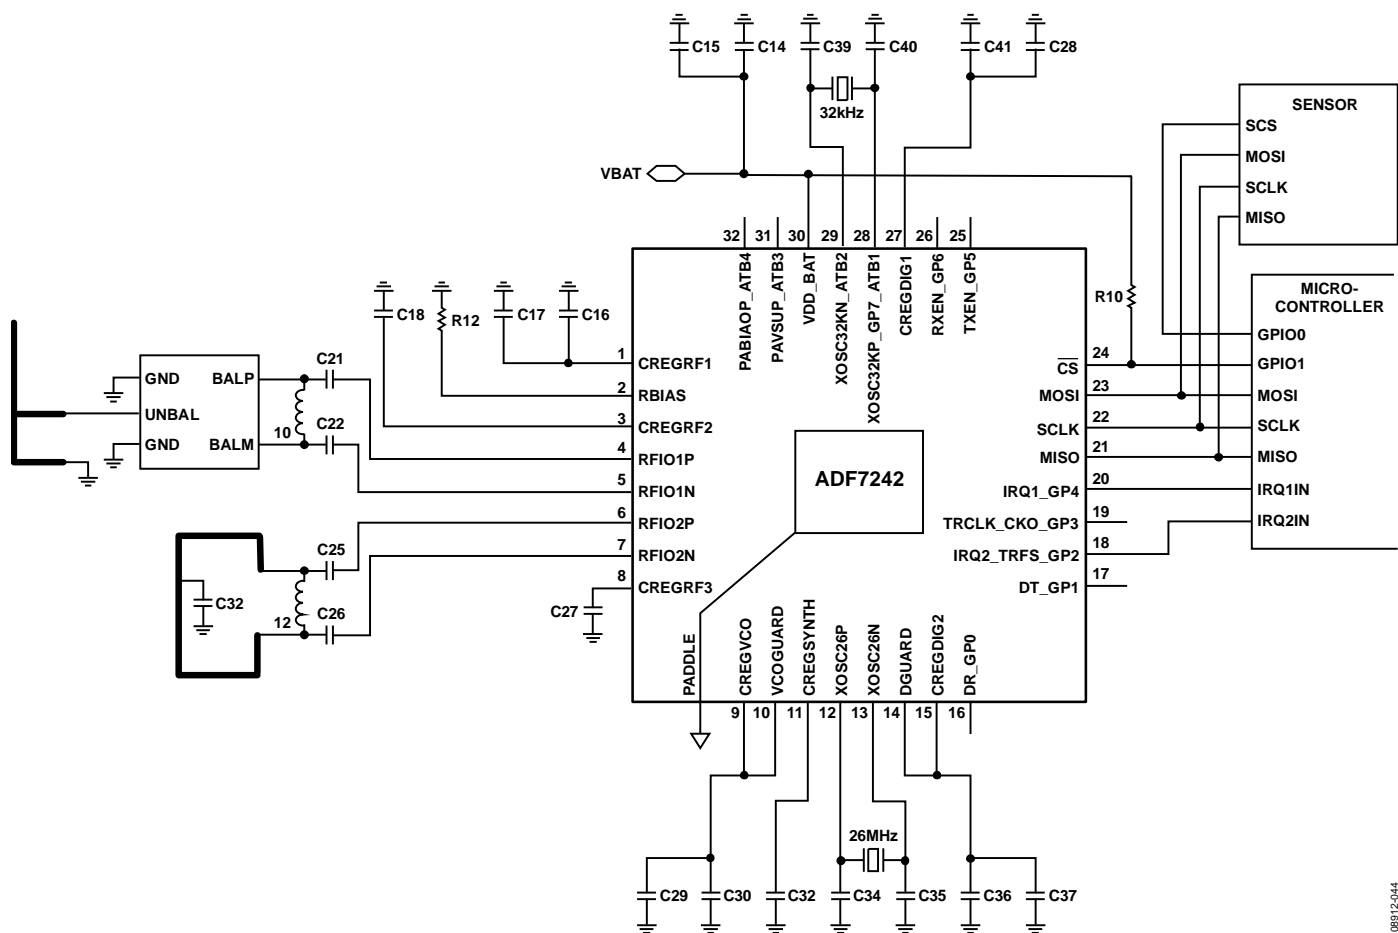 C15
C14
C39
C40
C41
C28
32kHz
VBAT
SENSOR
SCS
MOSI
SCLK
MISO
32
31
30
29
28
27
26
25
PABIAOP_ATB4
PAVSUP_ATB3
VDD_BAT
XOSC32KN_ATB2
XOSC32KP_GP7_ATB1
CREGDIG1
RXEN_GP6
TXEN_GP5
R10
MICRO-
CONTROLLER
GPIO0
GPIO1
MOSI
SCLK
MISO
IRQ1IN
IRQ2IN
C18
R12
C17
C16
GND
BALP
UNBAL
GND
BALM
C21
10
C22
C25
C32
12
C26
C27
1
CREGRF1
2
RBIAS
3
CREGRF2
4
RFIO1P
5
RFIO1N
6
RFIO2P
7
RFIO2N
8
CREGRF3
ADF7242
24
CS
23
MOSI
22
SCLK
21
MISO
20
IRQ1_GP4
19
TRCLK_CKO_GP3
18
IRQ2_TRFS_GP2
17
DT_GP1
PADDLE
CREGVCO
VCOGUARD
CREGSYNTH
XOSC26P
XOSC26N
DGUARD
CREGDIG2
DR_GP0
9
10
11
12
13
14
15
16
26MHz
C29
C30
C32
C34
C35
C36
C37
08912-044